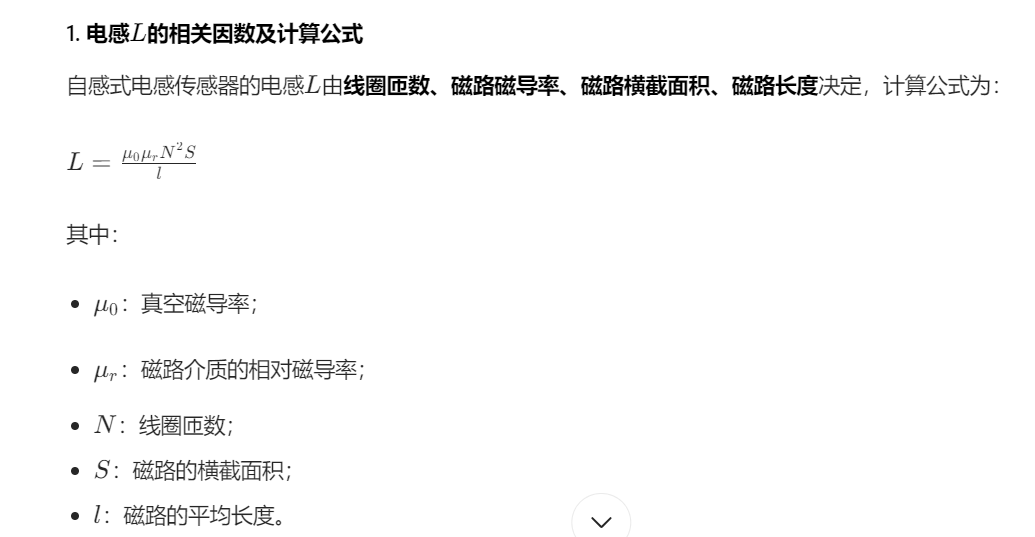 1. 电感L的相关因数及计算公式
自感式电感传感器的电感L由线圈匝数、磁路磁导率、磁路横截面积、磁路长度决定，计算公式为：
L = \frac{\mu_0 \mu_r N^2 S}{l}
其中：
• μ₀：真空磁导率；
• μᵣ：磁路介质的相对磁导率；
• N：线圈匝数；
• S：磁路的横截面积；
• l：磁路的平均长度。